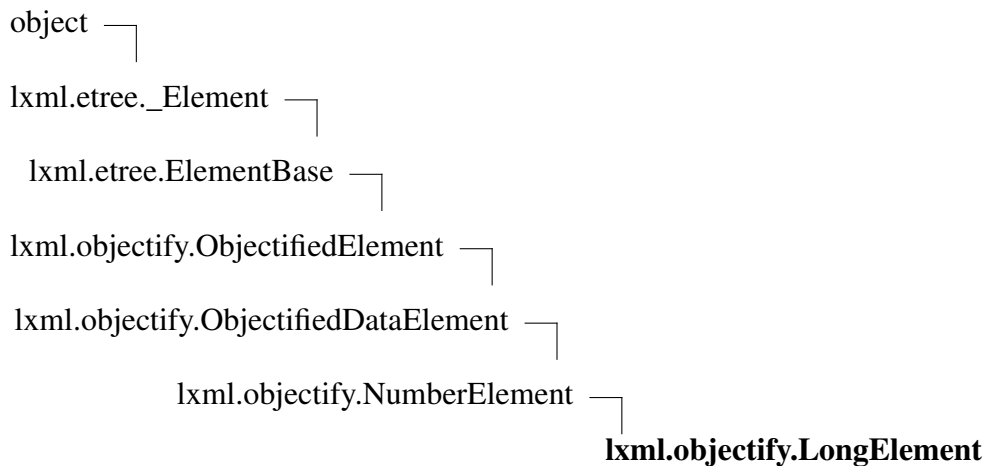 object
lxml.etree._Element
lxml.etree.ElementBase
lxml.objectify.ObjectifiedElement
lxml.objectify.ObjectifiedDataElement
lxml.objectify.NumberElement
lxml.objectify.LongElement